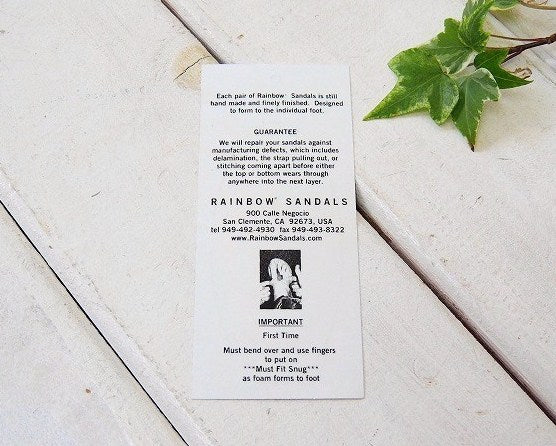 Each pair of Rainbow® Sandals is still
hand made and finely finished. Designed
to form to the individual foot.
GUARANTEE
We will repair your sandals against
manufacturing defects, which includes
delamination, the strap pulling out, or
stitching coming apart before either
the top or bottom wears through
anywhere into the next layer.
RAINBOW® SANDALS
900 Calle Negocio
San Clemente, CA 92673, USA
tel 949-492-4930 fax 949-493-8322
www.RainbowSandals.com
IMPORTANT
First Time
Must bend over and use fingers
to put on
***Must Fit Snug***
as foam forms to foot